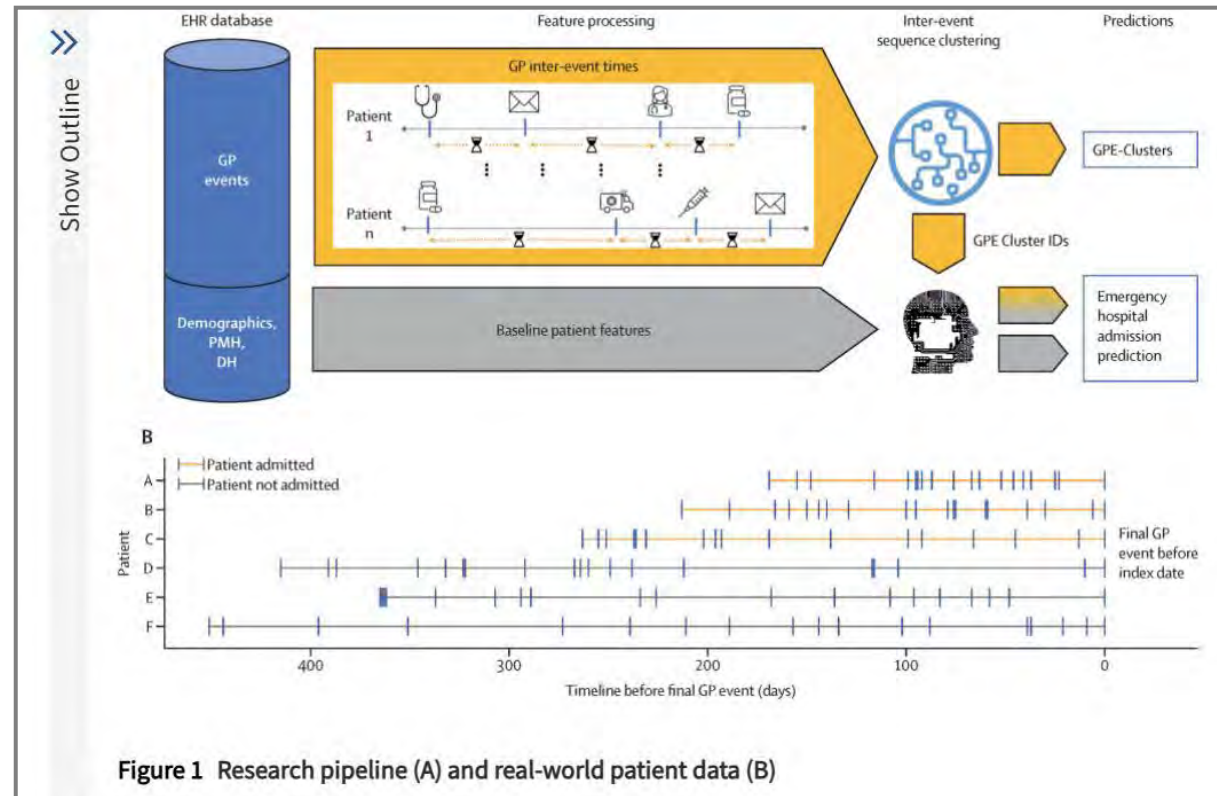 Show Outline
EHR database
Feature processing
Inter-event
sequence clustering
Predictions
GP inter-event times
Patient
1
Patient
n
GP
events
GPE-Clusters
GPE Cluster IDs
Demographics,
PMH,
DH
Baseline patient features
Emergency
hospital
admission
prediction
B
Patient admitted
Patient not admitted
Patient
A
B
C
D
E
F
Final GP
event before
index date
400
300
200
100
0
Timeline before final GP event (days)
Figure 1 Research pipeline (A) and real-world patient data (B)